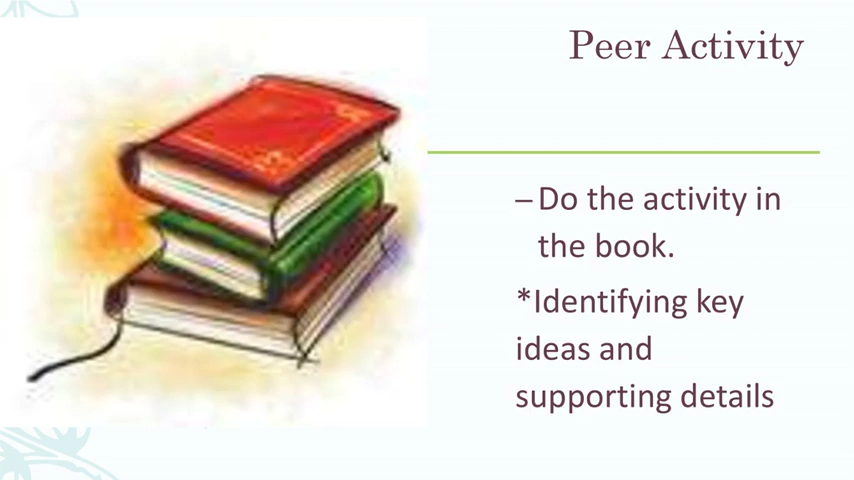 Peer Activity
– Do the activity in
the book.
*Identifying key
ideas and
supporting details